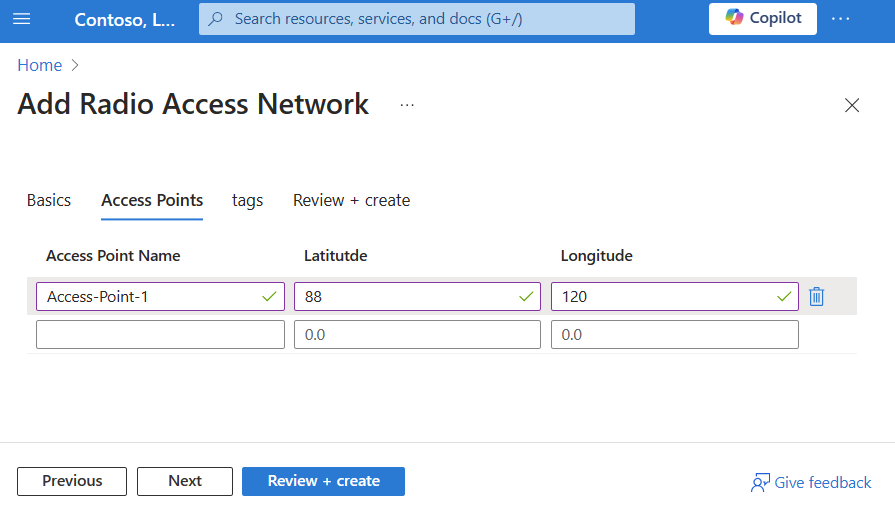 Contoso, L...
Search resources, services, and docs (G+/)
Copilot
...
Home >
Add Radio Access Network ...
Basics Access Points tags Review + create
Access Point Name Latitutde Longitude
Access-Point-1 88 120
0.0 0.0
Previous Next Review + create Give feedback